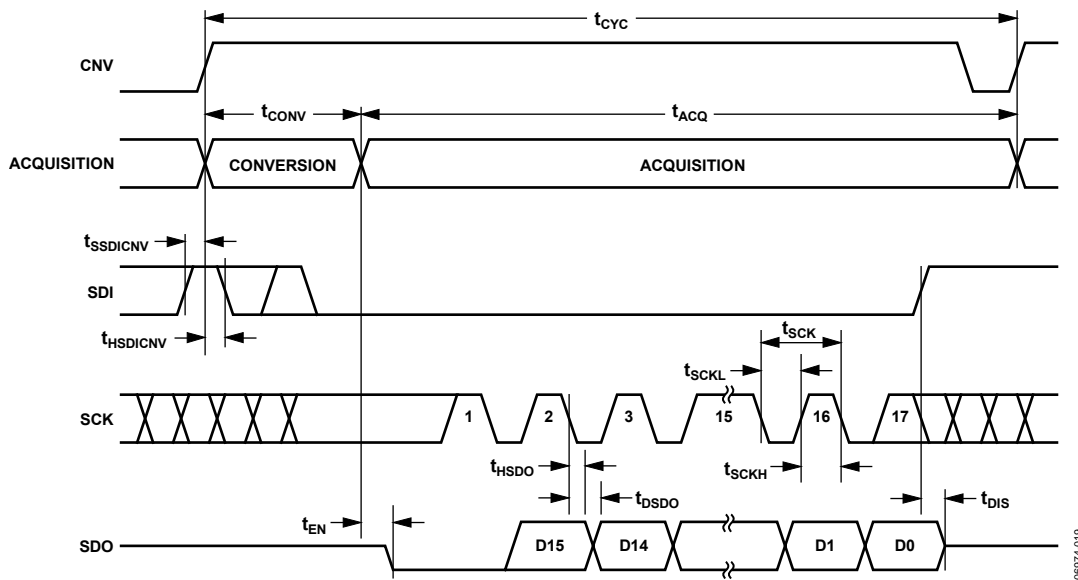 tCYC
CNV
tCONV
tACQ
ACQUISITION
CONVERSION
ACQUISITION
tSSDICNV
SDI
tHSDICNV
tSCK
tSCKL
SCK
1
2
3
15
16
17
tHSDO
tSCKH
tDSDO
tDIS
tEN
SDO
D15
D14
D1
D0
06974-019